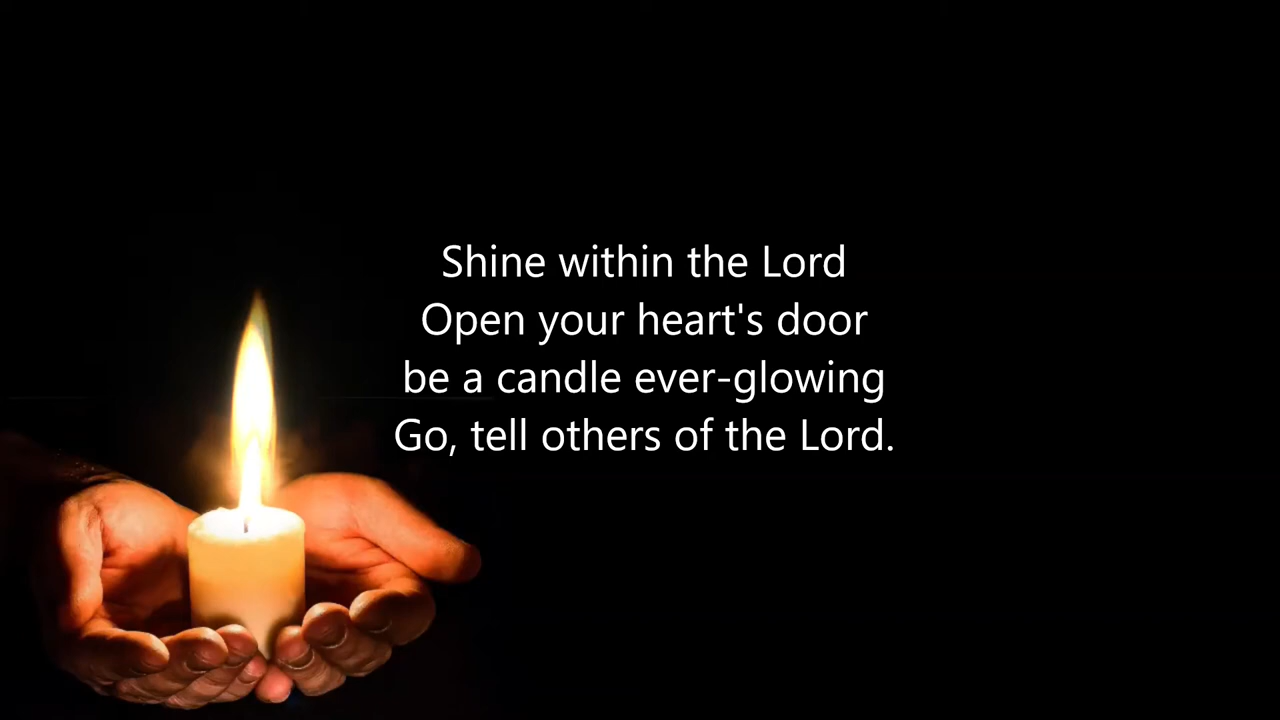 Shine within the Lord
Open your heart's door
be a candle ever-glowing
Go, tell others of the Lord.